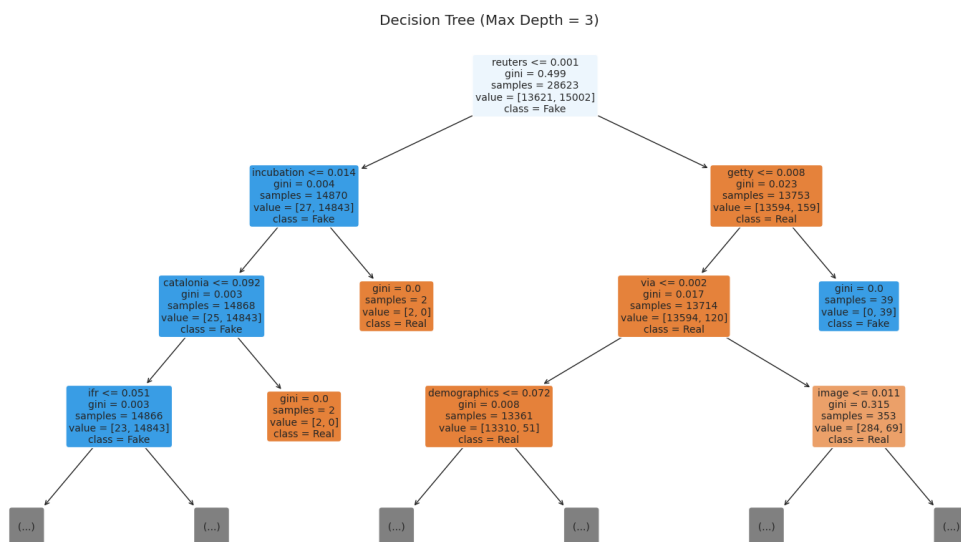 Decision Tree (Max Depth = 3)
reuters <= 0.001
gini = 0.499
samples = 28623
value = [13621, 15002]
class = Fake
incubation <= 0.014
gini = 0.004
samples = 14870
value = [27, 14843]
class = Fake
getty <= 0.008
gini = 0.023
samples = 13753
value = [13594, 159]
class = Real
catalonia <= 0.092
gini = 0.003
samples = 14868
value = [25, 14843]
class = Fake
gini = 0.0
samples = 2
value = [2, 0]
class = Real
via <= 0.002
gini = 0.017
samples = 13714
value = [13594, 120]
class = Real
gini = 0.0
samples = 39
value = [0, 39]
class = Fake
ifr <= 0.051
gini = 0.003
samples = 14866
value = [23, 14843]
class = Fake
gini = 0.0
samples = 2
value = [2, 0]
class = Real
demographics <= 0.072
gini = 0.008
samples = 13361
value = [13310, 51]
class = Real
image <= 0.011
gini = 0.315
samples = 353
value = [284, 69]
class = Real
(...)
(...)
(...)
(...)
(...)
(...)